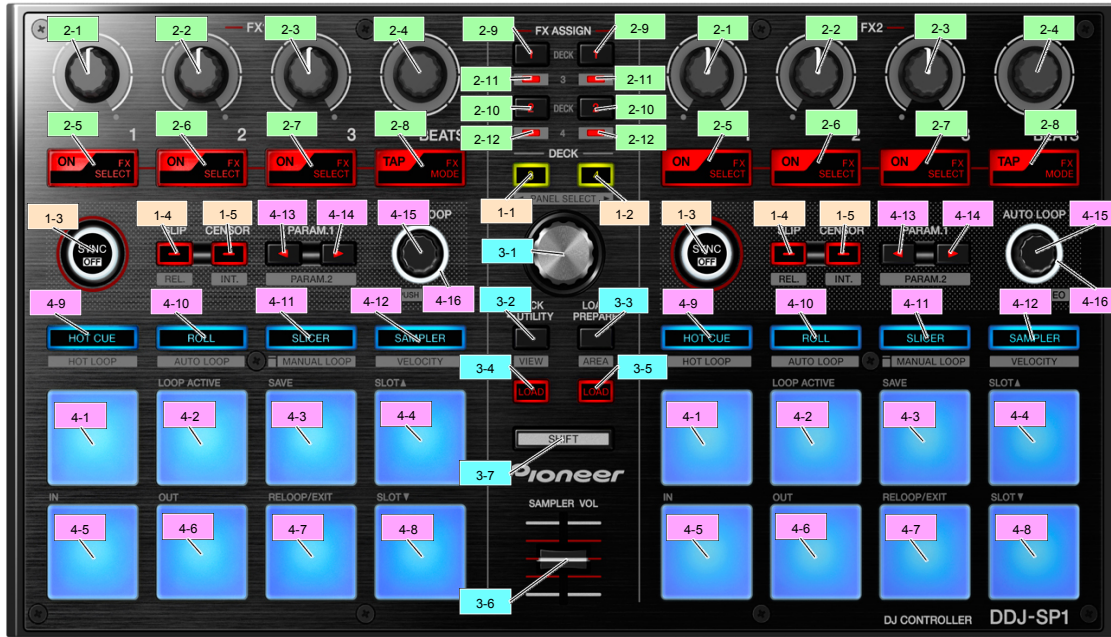 FX1
FX ASSIGN
FX2
2-1
2-2
2-3
2-4
2-9
2-9
2-1
2-2
2-3
2-4
1
DECK
1
2-11
3
2-11
2-10
2
DECK
2
2-10
2-5
2-6
2-7
2-8
2-5
2-6
2-7
2-8
1
2
3
BEATS
2-12
4
2-12
1
2
3
BEATS
ON FX SELECT
ON FX SELECT
ON FX SELECT
TAP FX MODE
DECK
3
4
ON FX SELECT
ON FX SELECT
ON FX SELECT
TAP FX MODE
PANEL SELECT
1-3
1-4
1-5
4-13
4-14
4-15
1-1
1-2
1-3
1-4
1-5
4-13
4-14
4-15
SLIP
CENSOR
PARAM.1
LOOP
SLIP
CENSOR
PARAM.1
AUTO LOOP
SYNC
OFF
3-1
SYNC
OFF
REL.
INT.
PARAM.2
REL.
INT.
PARAM.2
PUSH
4-9
4-10
4-11
4-12
4-16
3-2
3-3
4-9
4-10
4-11
4-12
4-16
UTILITY
LOAD
PREPARE
HOT CUE
ROLL
SLICER
SAMPLER
HOT CUE
ROLL
SLICER
SAMPLER
HOT LOOP
AUTO LOOP
MANUAL LOOP
VELOCITY
VIEW
AREA
HOT LOOP
AUTO LOOP
MANUAL LOOP
VELOCITY
3-4
3-5
LOOP ACTIVE
SAVE
SLOT▲
LOAD
LOAD
LOOP ACTIVE
SAVE
SLOT▲
4-1
4-2
4-3
4-4
4-1
4-2
4-3
4-4
SHIFT
3-7
Pioneer
IN
OUT
RELOOP/EXIT
SLOT▼
SAMPLER VOL
IN
OUT
RELOOP/EXIT
SLOT▼
4-5
4-6
4-7
4-8
4-5
4-6
4-7
4-8
3-6
DJ CONTROLLER DDJ-SP1